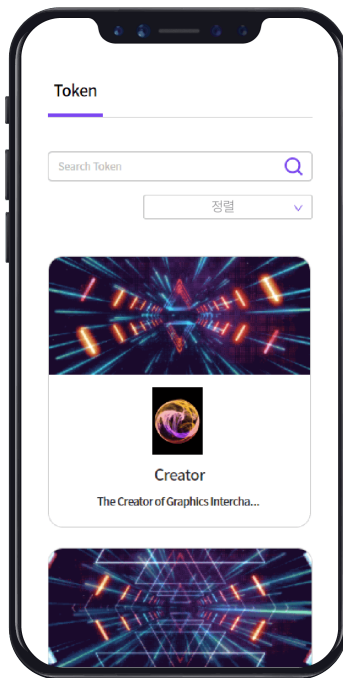 Token
Search Token
정렬
Creator
The Creator of Graphics Intercha...